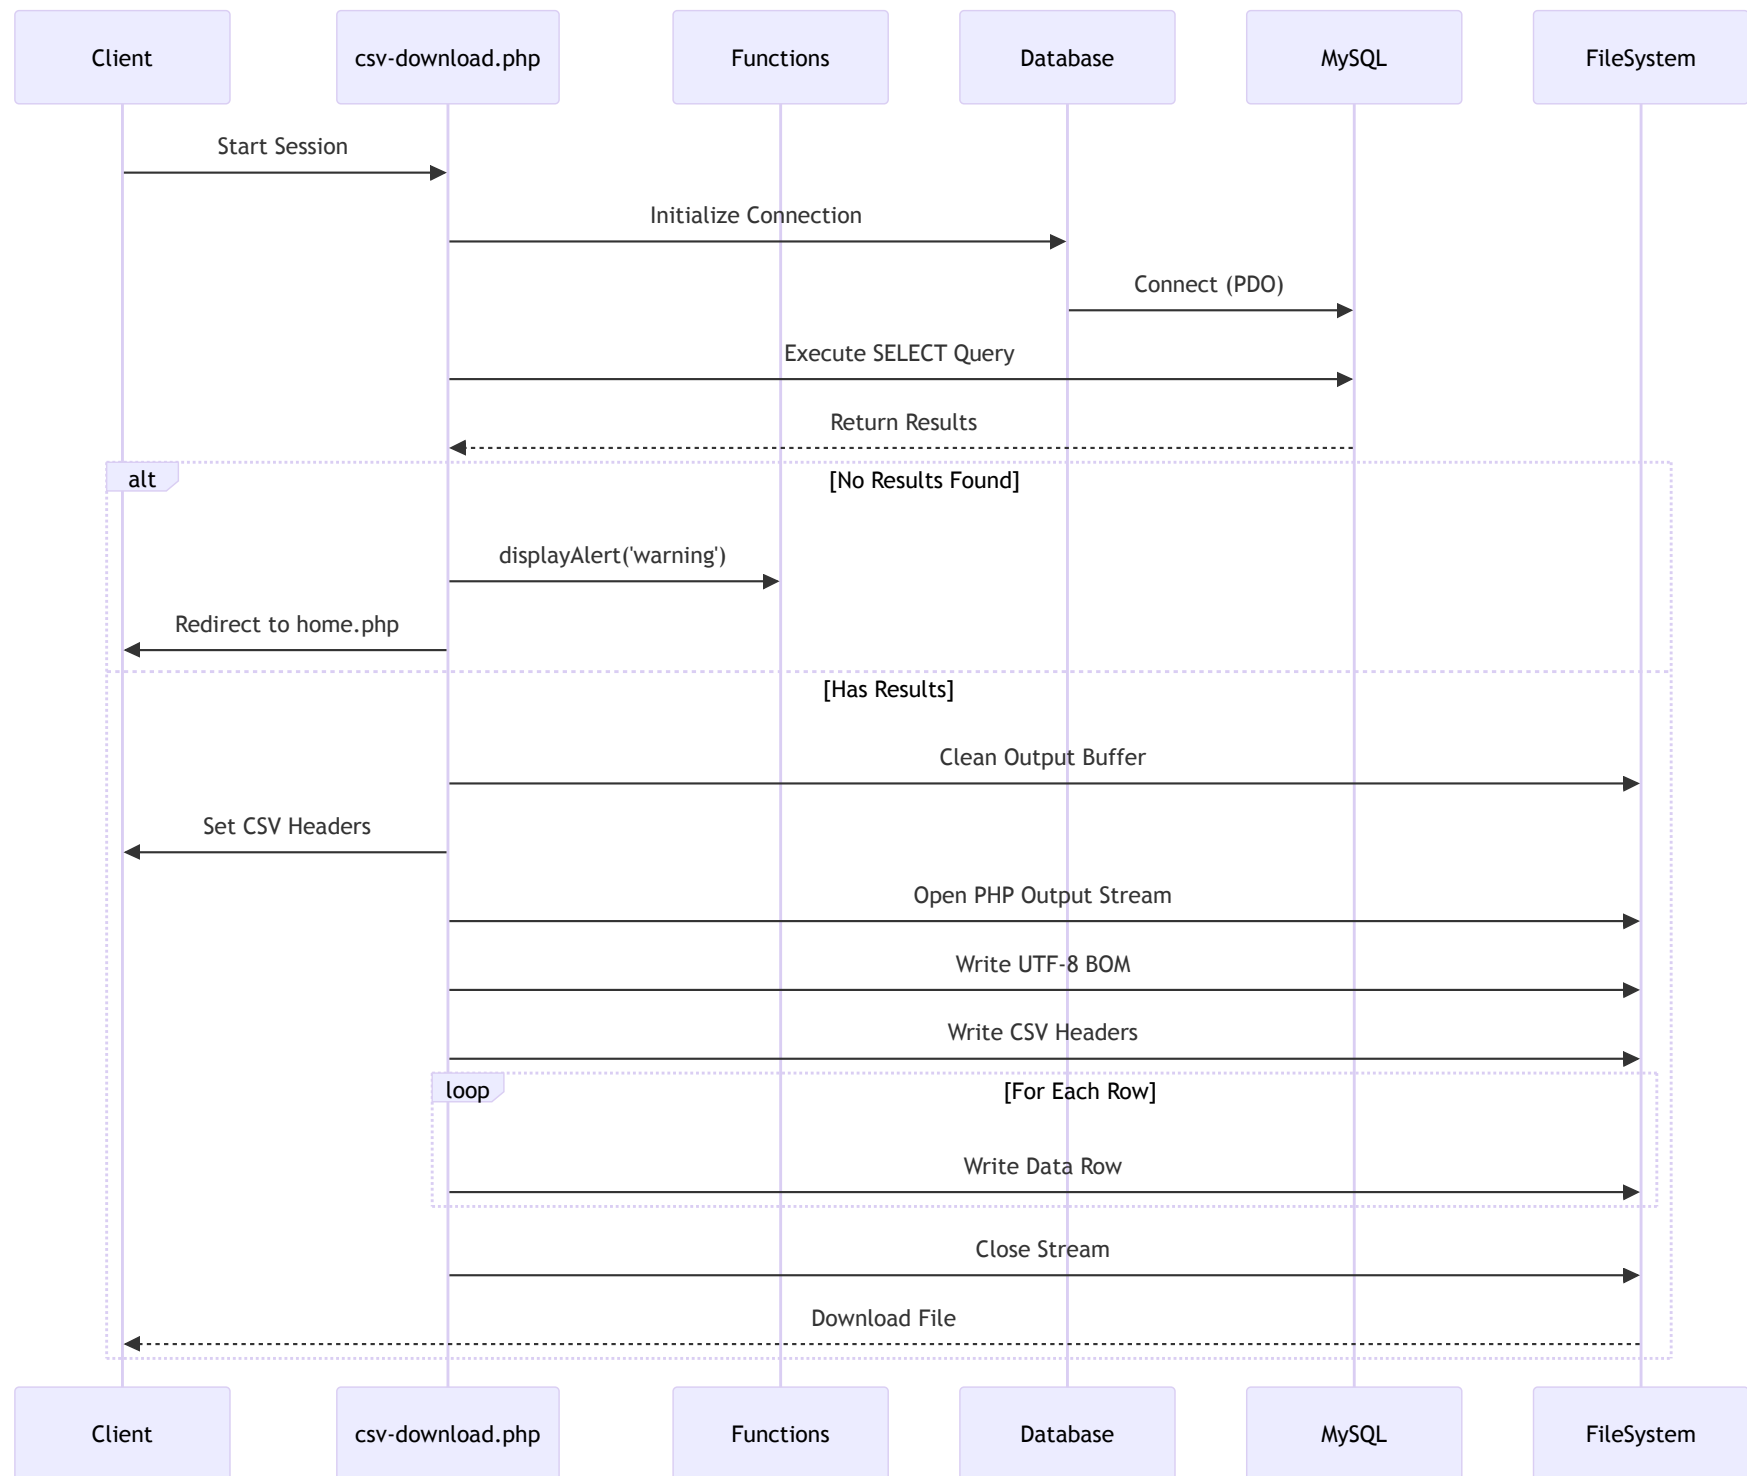 Client
csv-download.php
Functions
Database
MySQL
FileSystem
Start Session
Initialize Connection
Connect (PDO)
Execute SELECT Query
Return Results
alt
[No Results Found]
displayAlert('warning')
Redirect to home.php
[Has Results]
Clean Output Buffer
Set CSV Headers
Open PHP Output Stream
Write UTF-8 BOM
Write CSV Headers
loop
[For Each Row]
Write Data Row
Close Stream
Download File
Client
csv-download.php
Functions
Database
MySQL
FileSystem